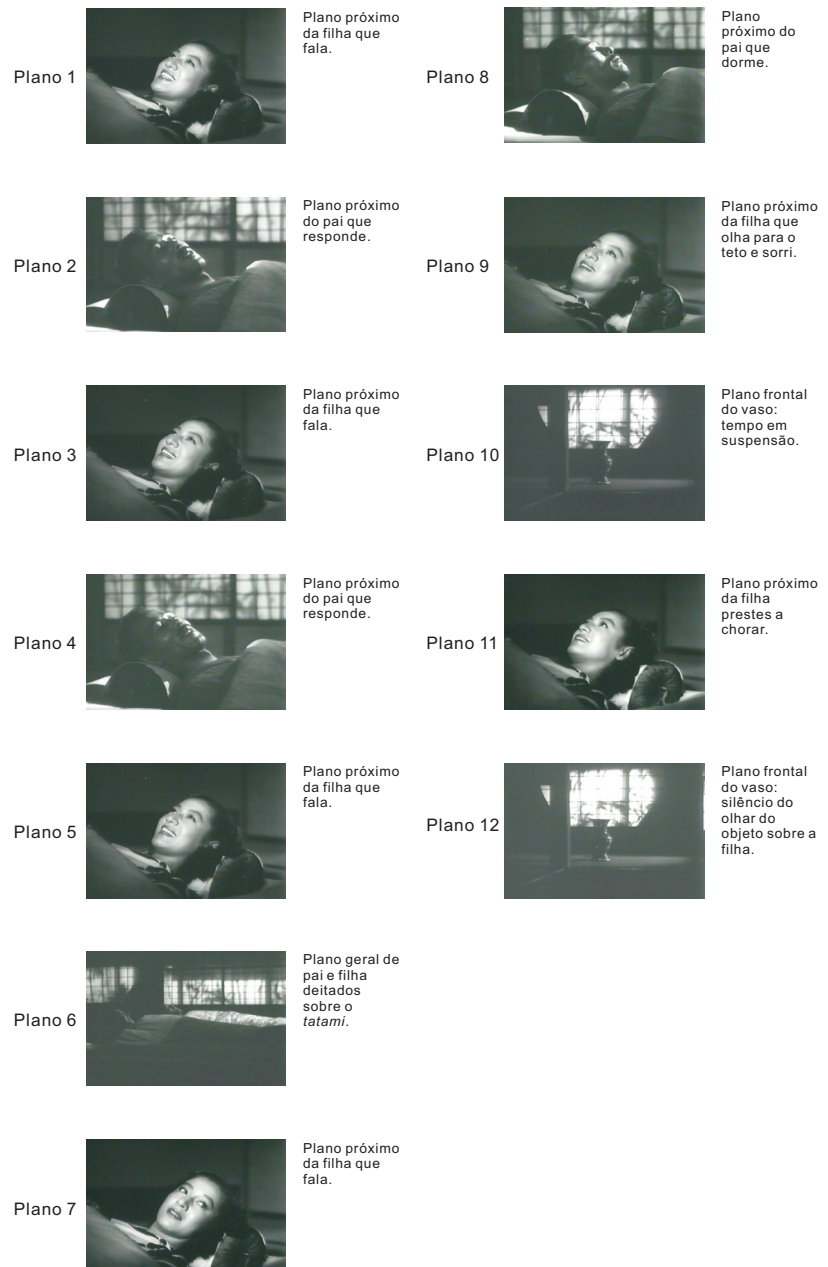 Plano 1
Plano próximo
da filha que
fala.
Plano 2
Plano próximo
do pai que
responde.
Plano 3
Plano próximo
da filha que
fala.
Plano 4
Plano próximo
do pai que
responde.
Plano 5
Plano próximo
da filha que
fala.
Plano 6
Plano geral de
pai e filha
deitados
sobre o
tatami.
Plano 7
Plano próximo
da filha que
fala.
Plano 8
Plano
próximo do
pai que
dorme.
Plano 9
Plano próximo
da filha que
olha para o
teto e sorri.
Plano 10
Plano frontal
do vaso:
tempo em
suspensão.
Plano 11
Plano próximo
da filha
prestes a
chorar.
Plano 12
Plano frontal
do vaso:
silêncio do
olhar do
objeto sobre a
filha.